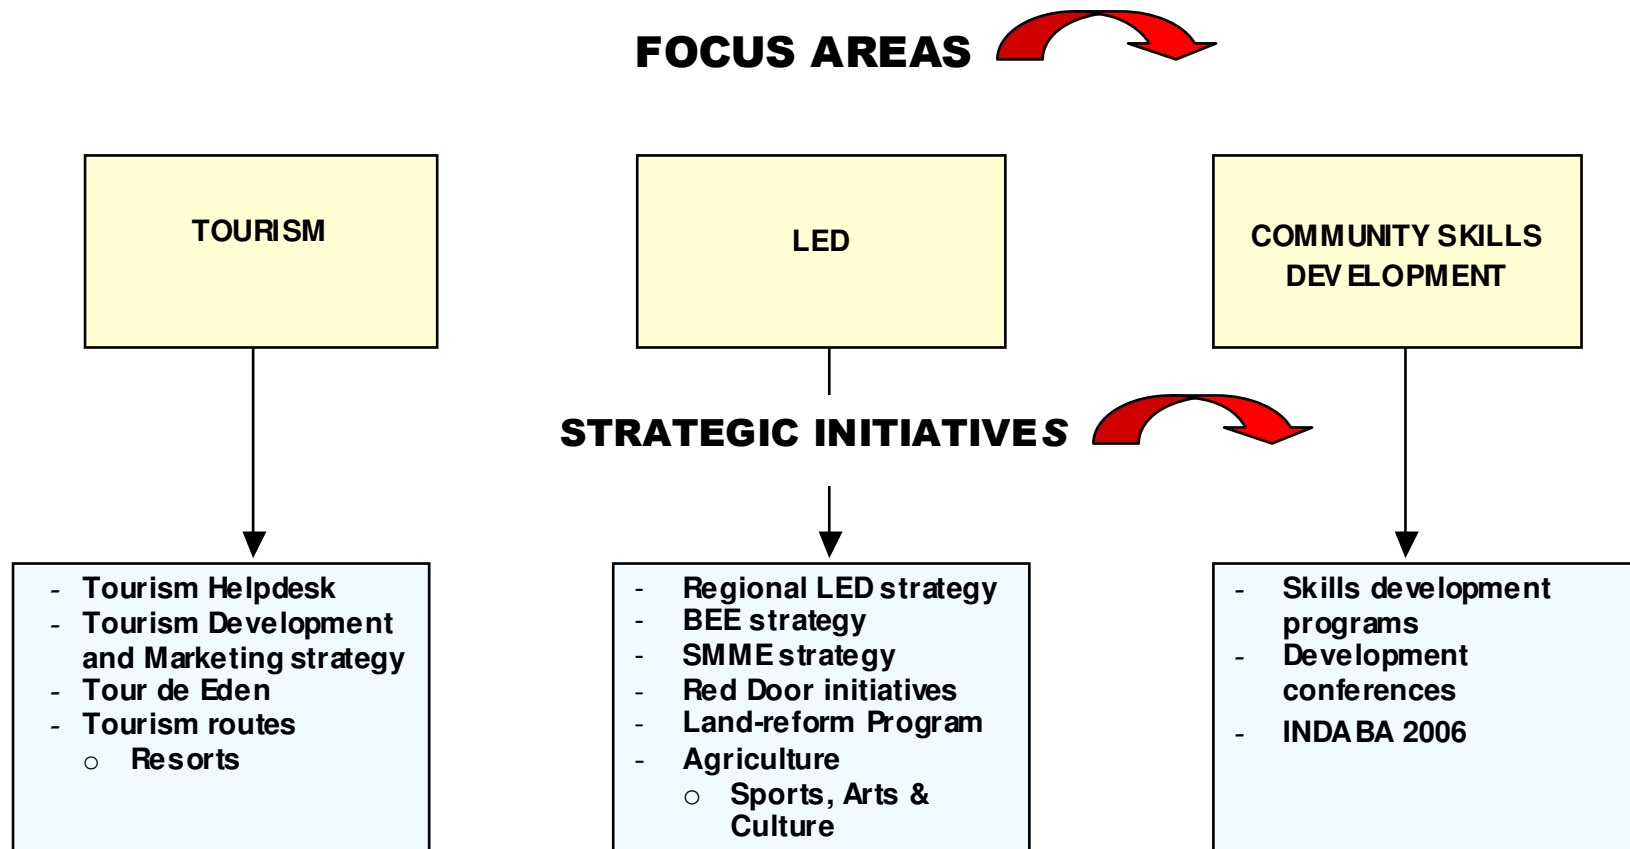 FOCUS AREAS
TOURISM
LED
COMMUNITY SKILLS
DEVELOPMENT
STRATEGIC INITIATIVES
- Tourism Helpdesk
- Tourism Development
and Marketing strategy
- Tour de Eden
- Tourism routes
o Resorts
- Regional LED strategy
- BEE strategy
- SMME strategy
- Red Door initiatives
- Land-reform Program
- Agriculture
o Sports, Arts &
Culture
- Skills development
programs
- Development
conferences
- INDABA 2006